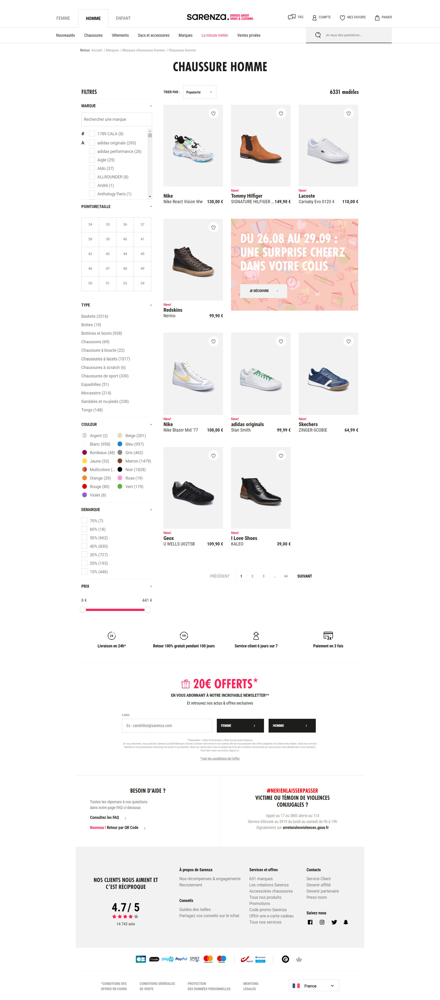 FEMME
HOMME
ENFANT
sarenza.
SERIOUS ABOUT
SHOES & CLOTHING
FAQ
COMPTE
MES FAVORIS
PANIER
Nouveautés
Chaussures
Vêtements
Sacs et accessoires
Marques
La minute météo
Ventes privées
Je veux des pantalons...
Retour Accueil / Marques / Marques chaussures homme / Chaussure homme
CHAUSSURE HOMME
FILTRES
TRIER PAR :
Popularité
6331 modèles
MARQUE
Rechercher une marque
# 1789 CALA (8)
A adidas originals (293)
adidas performance (26)
Aigle (25)
Aldo (37)
ALLROUNDER (8)
André (1)
Anthology Paris (1)
POINTURE|TAILLE
34 35 36 37
38 39 40 41
42 43 44 45
46 47 48 49
50 51 53 54
TYPE
Baskets (3316)
Bottes (19)
Bottines et boots (928)
Chaussons (69)
Chaussure à boucle (22)
Chaussures à lacets (1017)
Chaussures à scratch (6)
Chaussures de sport (339)
Espadrilles (51)
Mocassins (214)
Sandales et nu-pieds (238)
Tongs (148)
COULEUR
Argent (2) Beige (201)
Blanc (958) Bleu (957)
Bordeaux (48) Gris (462)
Jaune (33) Marron (1479)
Multicolore (... Noir (1828)
Orange (29) Rose (19)
Rouge (80) Vert (179)
Violet (8)
DEMARQUE
70% (7)
60% (18)
50% (662)
40% (830)
30% (727)
20% (193)
10% (446)
PRIX
8 € 441 €
Nike
Nike React Vision Ww 130,00 €
New!
Tommy Hilfiger
SIGNATURE HILFIGER ... 149,90 €
New!
Lacoste
Carnaby Evo 0120 4 110,00 €
New!
Redskins
Nerino 99,90 €
DU 26.08 AU 29.09 :
UNE SURPRISE CHEERZ
DANS VOTRE COLIS
JE DÉCOUVRE
New!
Nike
Nike Blazer Mid '77 100,00 €
New!
adidas originals
Stan Smith 99,99 €
New!
Skechers
ZINGER-SCOBIE 64,99 €
New!
Geox
U WELLS U02T5B 109,90 €
New!
I Love Shoes
KALEO 39,00 €
PRÉCÉDENT 1 2 3 ... 64 SUIVANT
24
Livraison en 24h*
100
Retour 100% gratuit pendant 100 jours
Service client 6 jours sur 7
3x
Paiement en 3 fois
20€ OFFERTS*
EN VOUS ABONNANT À NOTRE INCROYABLE NEWSLETTER**
Et retrouvez nos actus & offres exclusives
E-MAIL
Ex : cendrillon@sarenza.com
FEMME
HOMME
**Newsletter = lettre d'information, offres et bons plans Sarenza.
En vous abonnant, vous autorisez Sarenza (société Monoprix Online) à utiliser votre email et vos cookies afin de vous proposer des offres adaptées et à réaliser des études. Seuls nos services
habilités et nos prestataires d'emailing ont accès à vos données. Nous les conservons 5 ans à compter de la fin de la relation commerciale (et vous pouvez vous désabonner à tout moment).
Pour faire valoir vos droits, cliquez ici.
*voir les conditions de l'offre
BESOIN D'AIDE ?
Toutes les réponses à vos questions
dans notre page FAQ ci-dessous
Consultez les FAQ
Nouveau ! Retour par QR Code
#NERIENLAISSERPASSER
VICTIME OU TÉMOIN DE VIOLENCES
CONJUGALES ?
Appel au 17 ou SMS alerte au 114
Service d'écoute au 3919 du lundi au samedi de 9h à 19h
Signalement sur arretonslesviolences.gouv.fr
NOS CLIENTS NOUS AIMENT ET
C'EST RÉCIPROQUE
4.7/ 5
14 742 avis
À propos de Sarenza
Nos récompenses & engagements
Recrutement
Conseils
Guides des tailles
Partagez vos conseils sur le tchat
Services et offres
631 marques
Les créations Sarenza
Accessoires chaussures
Tous nos produits
Promotions
Code promo Sarenza
Offrir une e-carte cadeau
Tous nos services
Contacts
Service Client
Devenir affilié
Devenir partenaire
Press room
Suivez-nous
CB
PayPal
SPiRiT
mastercard
maestro
bpost
*CONDITIONS DES
OFFRES EN COURS
CONDITIONS GÉNÉRALES
DE VENTE
PROTECTION
DES DONNÉES PERSONNELLES
MENTIONS
LÉGALES
France